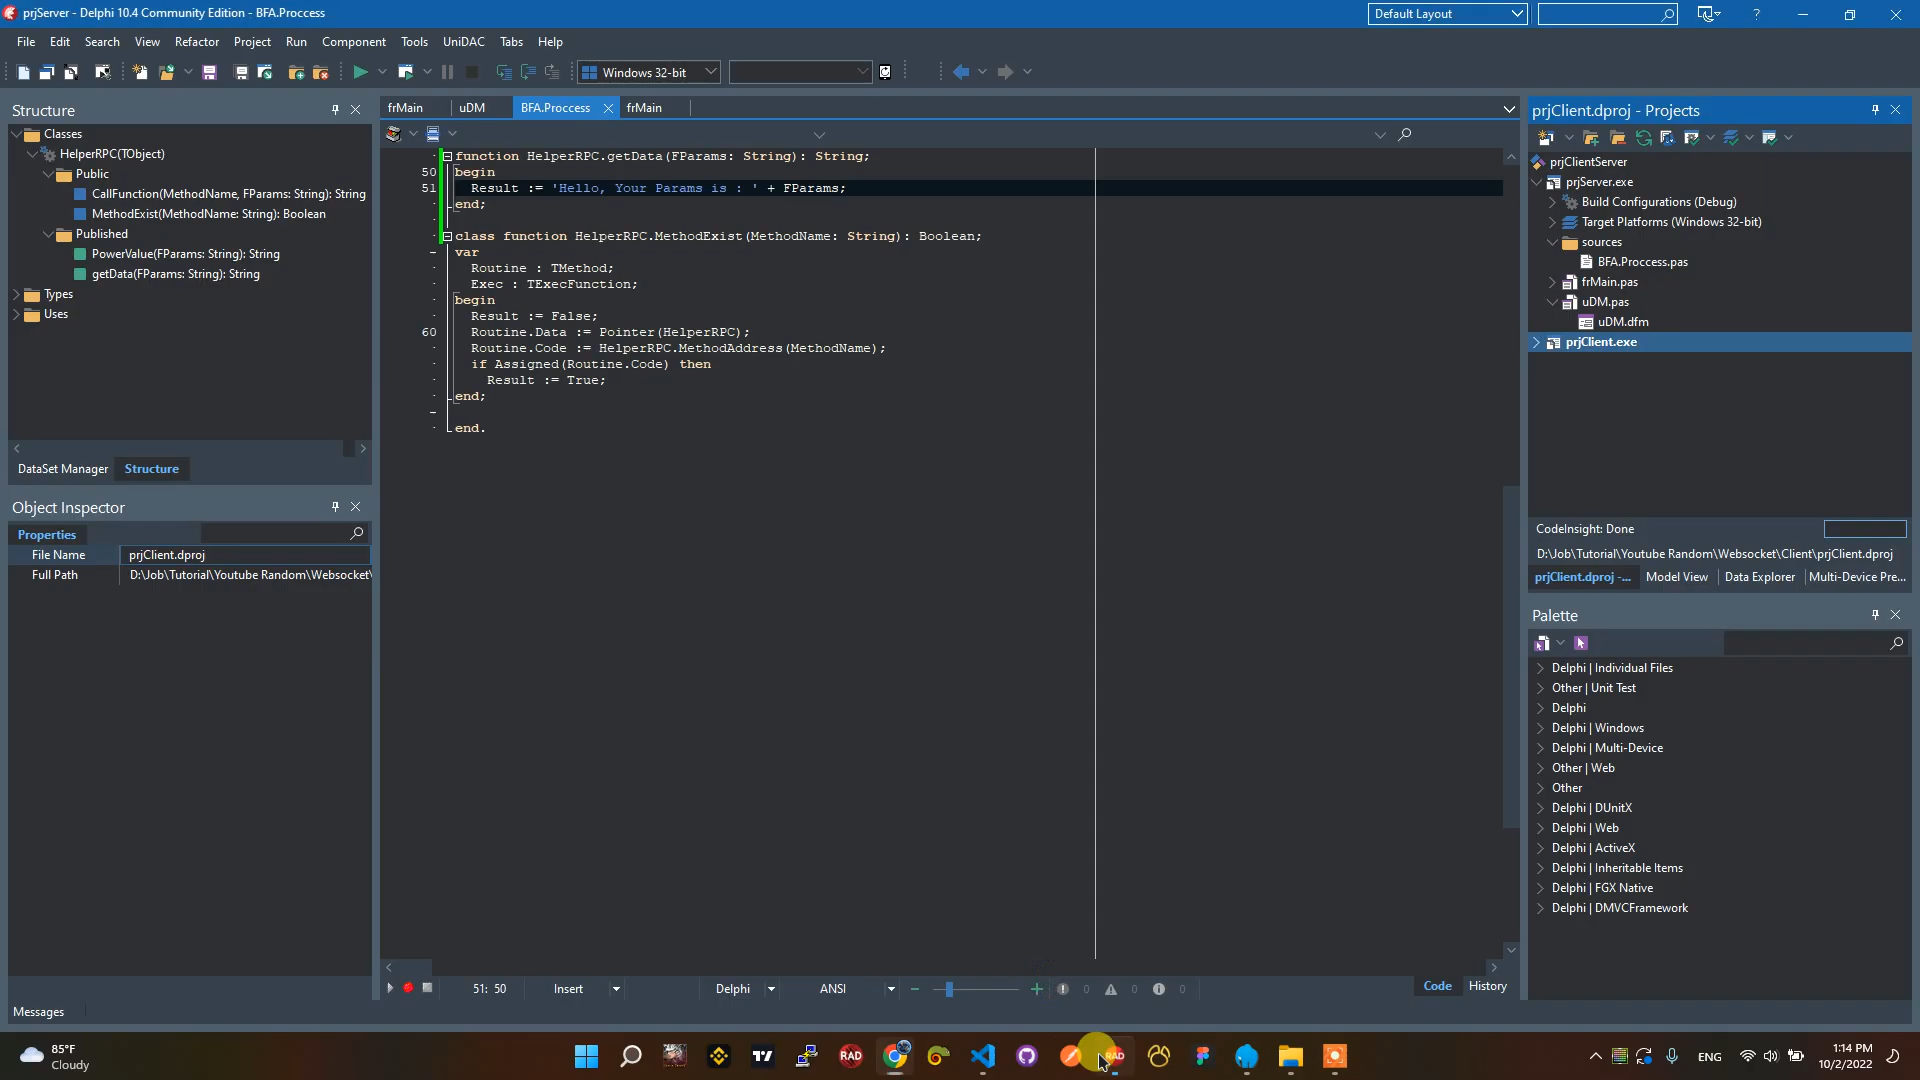 prjServer - Delphi 10.4 Community Edition - BFA.Proccess
Default Layout
File Edit Search View Refactor Project Run Component Tools UniDAC Tabs Help
Windows 32-bit
Structure
Classes
HelperRPC(TObject)
Public
CallFunction(MethodName, FParams: String): String
MethodExist(MethodName: String): Boolean
Published
PowerValue(FParams: String): String
getData(FParams: String): String
Types
Uses
DataSet Manager Structure
Object Inspector
Properties
File Name prjClient.dproj
Full Path D:\Job\Tutorial\Youtube Random\Websocket\
frMain uDM BFA.Proccess frMain
function HelperRPC.getData(FParams: String): String;
50 begin
51 Result := 'Hello, Your Params is : ' + FParams;
end;
class function HelperRPC.MethodExist(MethodName: String): Boolean;
var
Routine : TMethod;
Exec : TExecFunction;
begin
Result := False;
60 Routine.Data := Pointer(HelperRPC);
Routine.Code := HelperRPC.MethodAddress(MethodName);
if Assigned(Routine.Code) then
Result := True;
end;
end.
51: 50 Insert Delphi ANSI 0 0 0 Code History
prjClient.dproj - Projects
prjClientServer
prjServer.exe
Build Configurations (Debug)
Target Platforms (Windows 32-bit)
sources
BFA.Proccess.pas
frMain.pas
uDM.pas
uDM.dfm
prjClient.exe
CodeInsight: Done
D:\Job\Tutorial\Youtube Random\Websocket\Client\prjClient.dproj
prjClient.dproj -... Model View Data Explorer Multi-Device Pre...
Palette
Delphi | Individual Files
Other | Unit Test
Delphi
Delphi | Windows
Delphi | Multi-Device
Other | Web
Other
Delphi | DUnitX
Delphi | Web
Delphi | ActiveX
Delphi | Inheritable Items
Delphi | FGX Native
Delphi | DMVCFramework
Messages
85°F
Cloudy
RAD
RAD
ENG
1:14 PM
10/2/2022